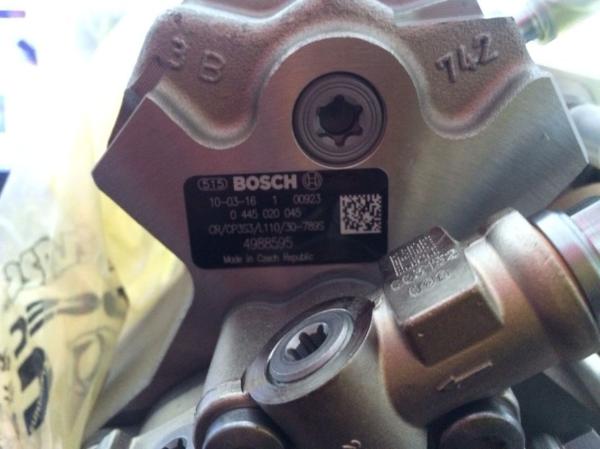 3B
742
515 BOSCH
10-03-16 1 00923
0 445 020 045
CR/CP3S3/L110/30-789S
4988595
Made in Czech Republic